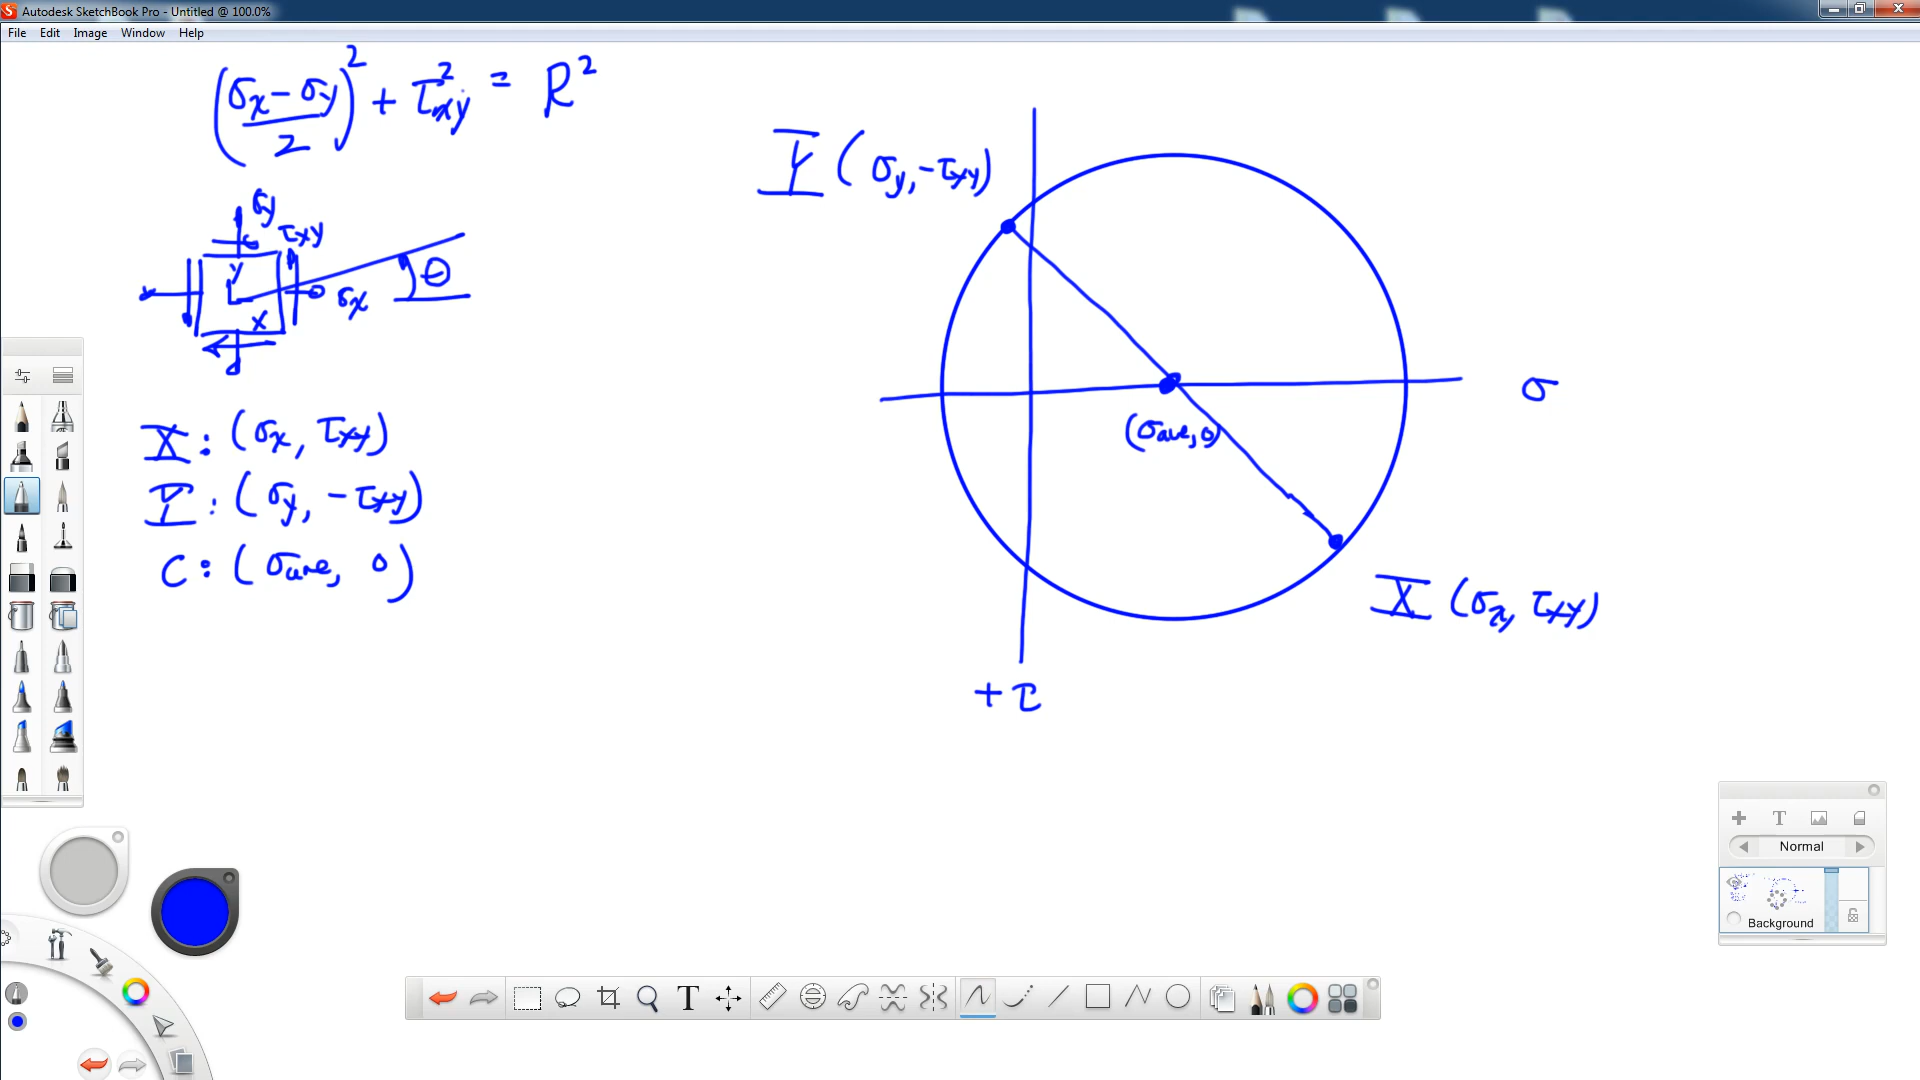 Autodesk SketchBook Pro - Untitled @ 100.0%
File Edit Image Window Help
((σx - σy)/2)² + τ²xy = R²
σy
τxy
y
x
σx
θ
X: (σx, τxy)
Y: (σy, -τxy)
C: (σave, 0)
Y (σy, -τxy)
σ
(σave, 0)
X (σx, τxy)
+τ
Normal
Background
T
T